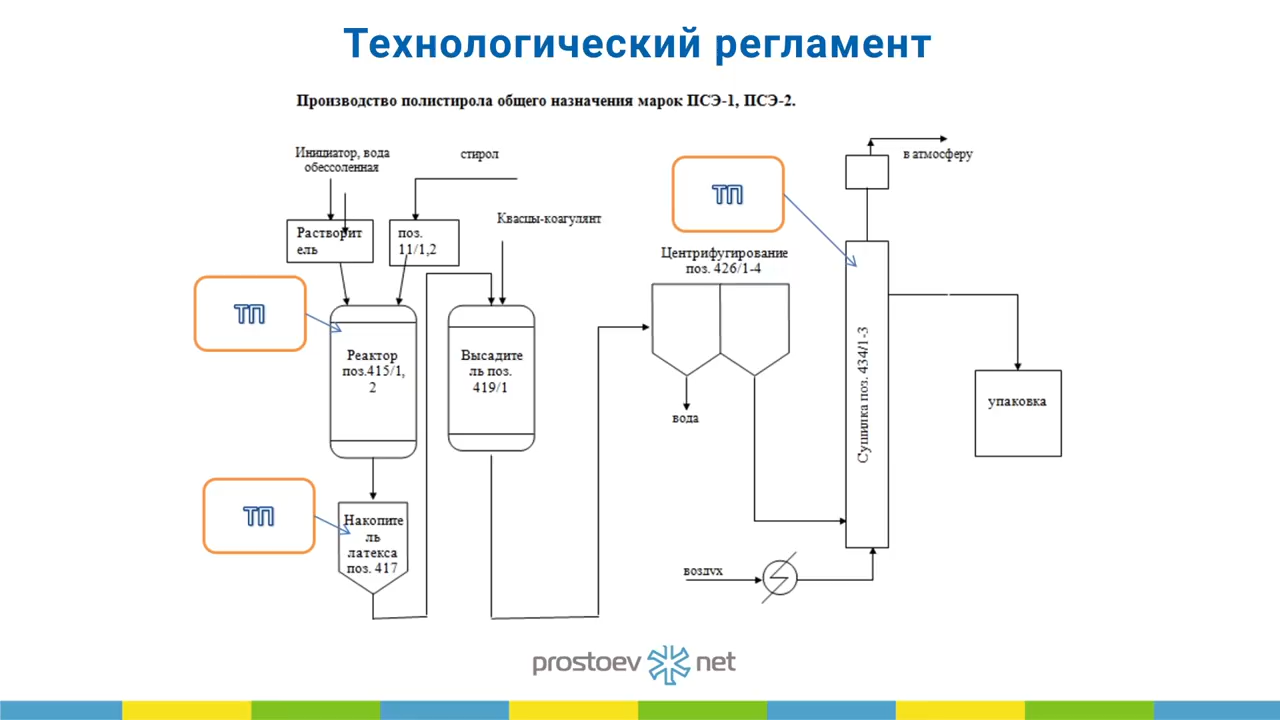 Технологический регламент
Производство полистирола общего назначения марок ПСЭ-1, ПСЭ-2.
Инициатор, вода
обессоленная
стирол
в атмосферу
ТП
Квасцы-коагулянт
Растворит
ель
поз.
11/1,2
Центрифугирование
поз. 426/1-4
ТП
Реактор
поз.415/1,
2
Высадите
ль поз.
419/1
Сушилка поз. 434/1-3
упаковка
вода
ТП
Накопите
ль
латекса
поз. 417
воздух
prostoev net